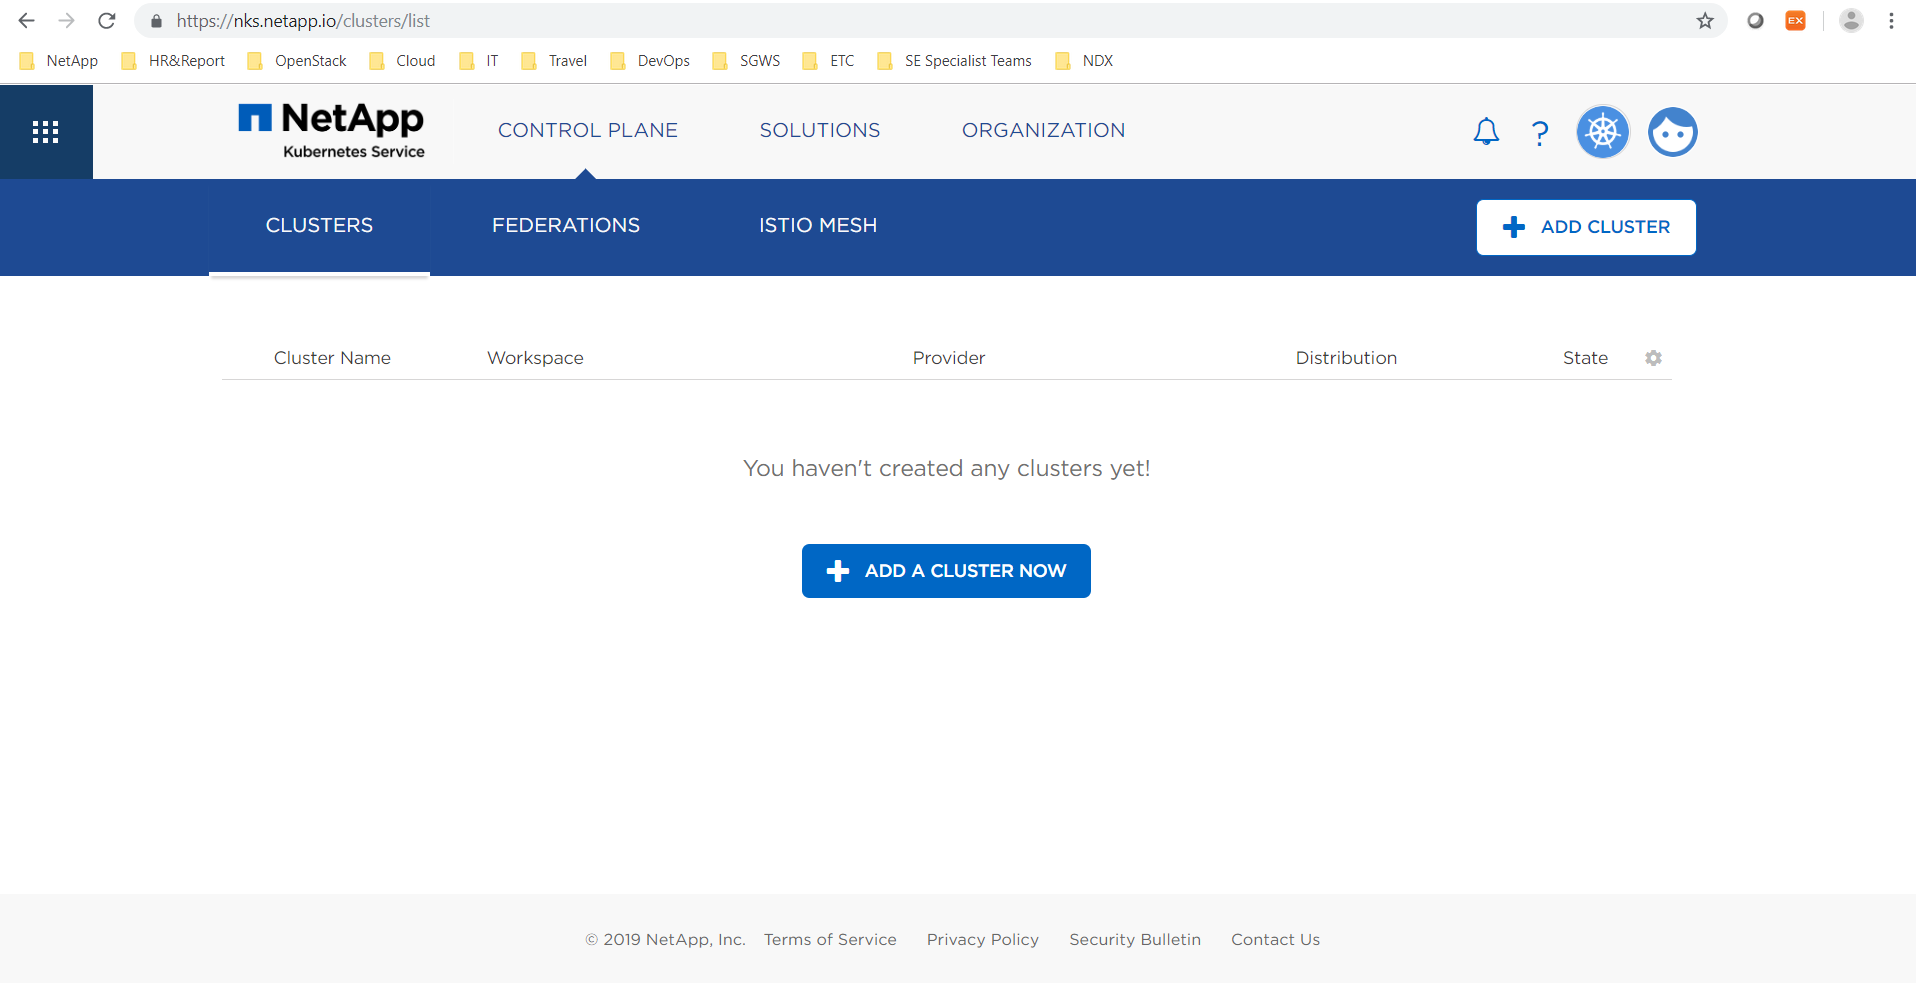 https://nks.netapp.io/clusters/list
EX
NetApp HR&Report OpenStack Cloud IT Travel DevOps SGWS ETC SE Specialist Teams NDX
NetApp
Kubernetes Service
CONTROL PLANE SOLUTIONS ORGANIZATION ?
CLUSTERS FEDERATIONS ISTIO MESH ADD CLUSTER
Cluster Name Workspace Provider Distribution State
You haven't created any clusters yet!
ADD A CLUSTER NOW
© 2019 NetApp, Inc. Terms of Service Privacy Policy Security Bulletin Contact Us